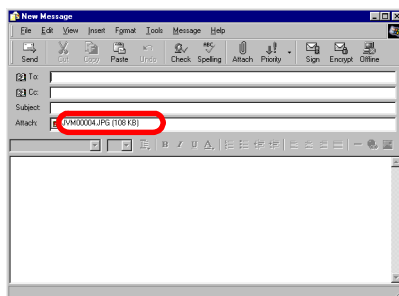 New Message
File Edit View Insert Format Tools Message Help
Send Cut Copy Paste Undo Check Spelling Attach Priority Sign Encrypt Offline
To:
Cc:
Subject:
Attach: JVM00004.JPG (108 KB)
B I U A